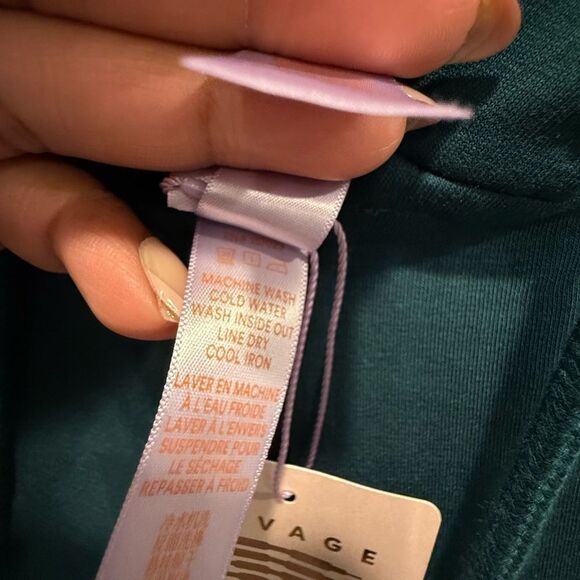 MACHINE WASH
COLD WATER
WASH INSIDE OUT
LINE DRY
COOL IRON
LAVER EN MACHINE
À L'EAU FROIDE
LAVER À L'ENVERS
SUSPENDRE POUR
LE SÉCHAGE
REPASSER À FROID
VAGE